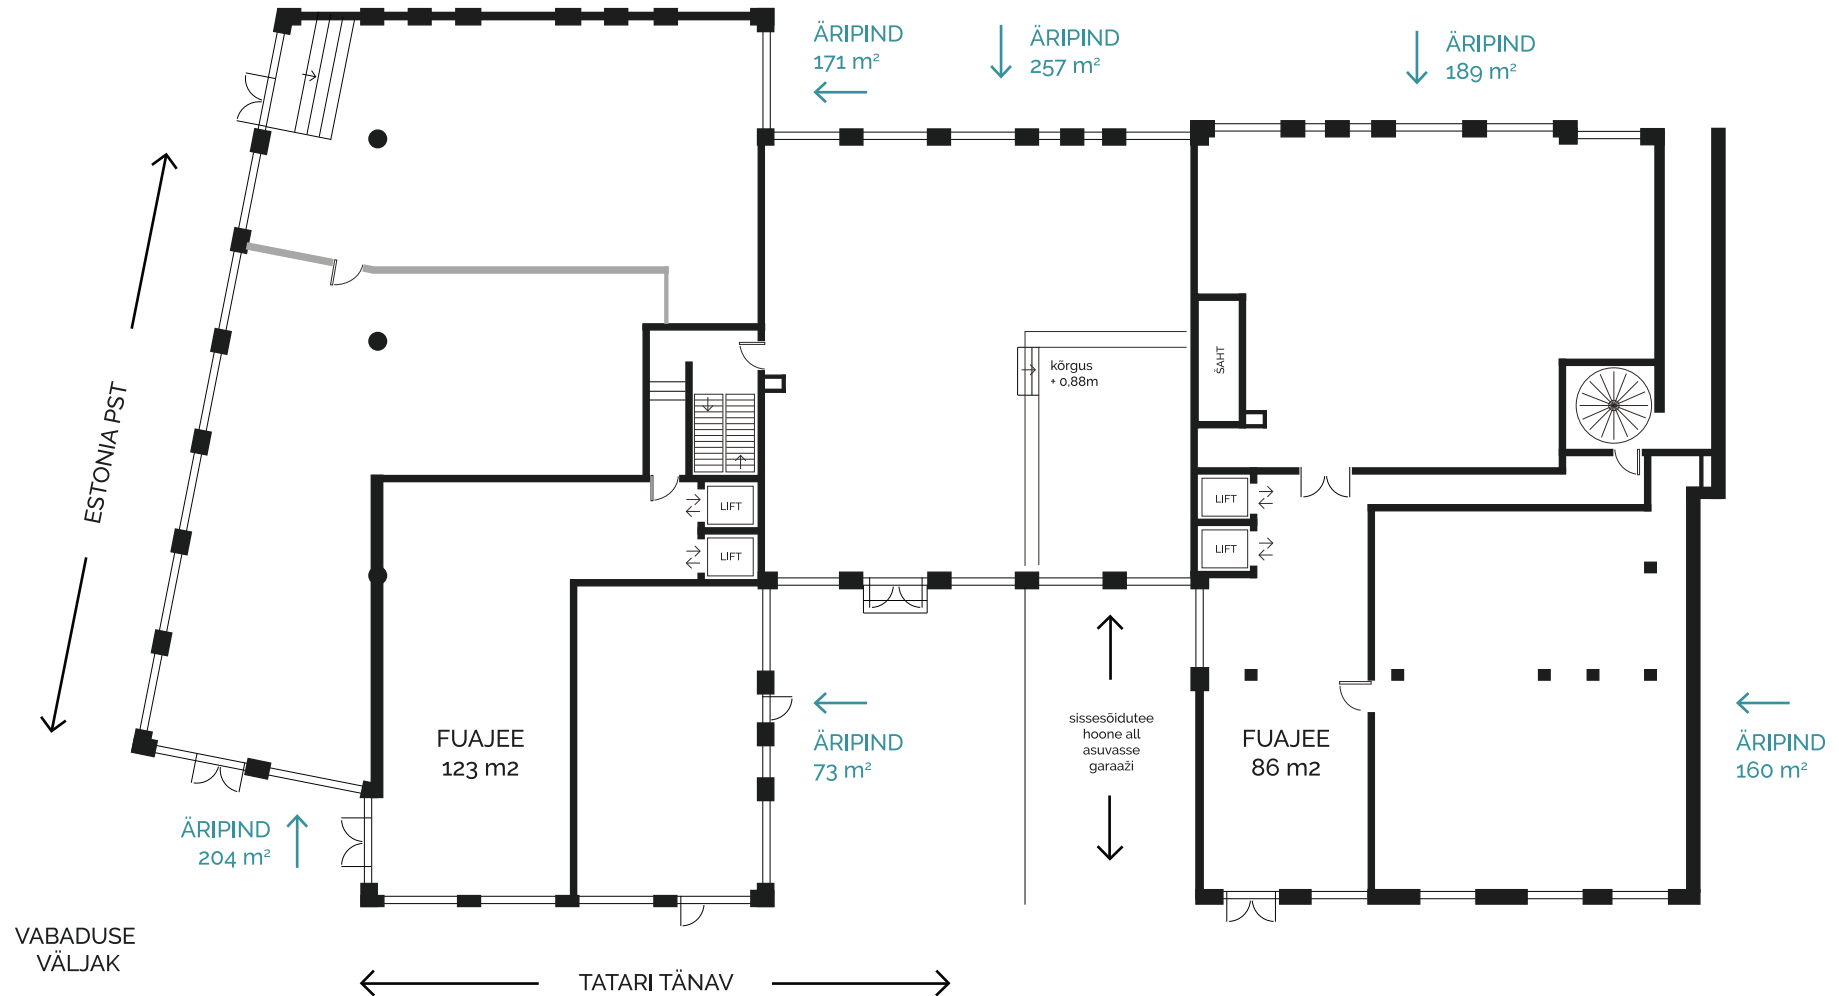 ÄRIPIND
171 m²
ÄRIPIND
257 m²
ÄRIPIND
189 m²
ESTONIA PST
kõrgus
+ 0,88m
ŠAHT
LIFT
LIFT
LIFT
LIFT
FUAJEE
123 m2
ÄRIPIND
73 m²
sissesõidutee
hoone all
asuvasse
garaaži
FUAJEE
86 m2
ÄRIPIND
160 m²
ÄRIPIND
204 m²
VABADUSE
VÄLJAK
TATARI TÄNAV